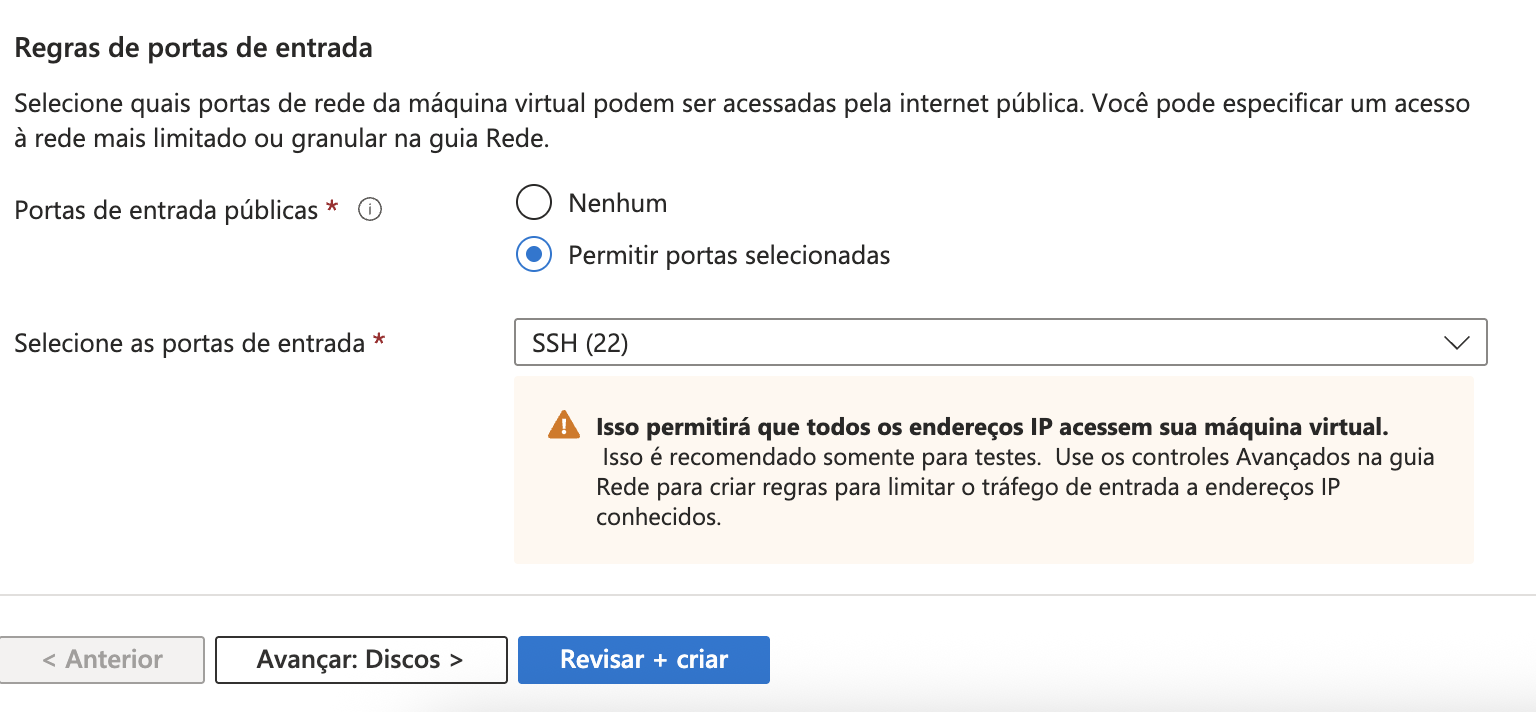 Regras de portas de entrada
Selecione quais portas de rede da máquina virtual podem ser acessadas pela internet pública. Você pode especificar um acesso
à rede mais limitado ou granular na guia Rede.
Portas de entrada públicas *
Nenhum
Permitir portas selecionadas
Selecione as portas de entrada *
SSH (22)
Isso permitirá que todos os endereços IP acessem sua máquina virtual.
Isso é recomendado somente para testes. Use os controles Avançados na guia
Rede para criar regras para limitar o tráfego de entrada a endereços IP
conhecidos.
< Anterior
Avançar: Discos >
Revisar + criar